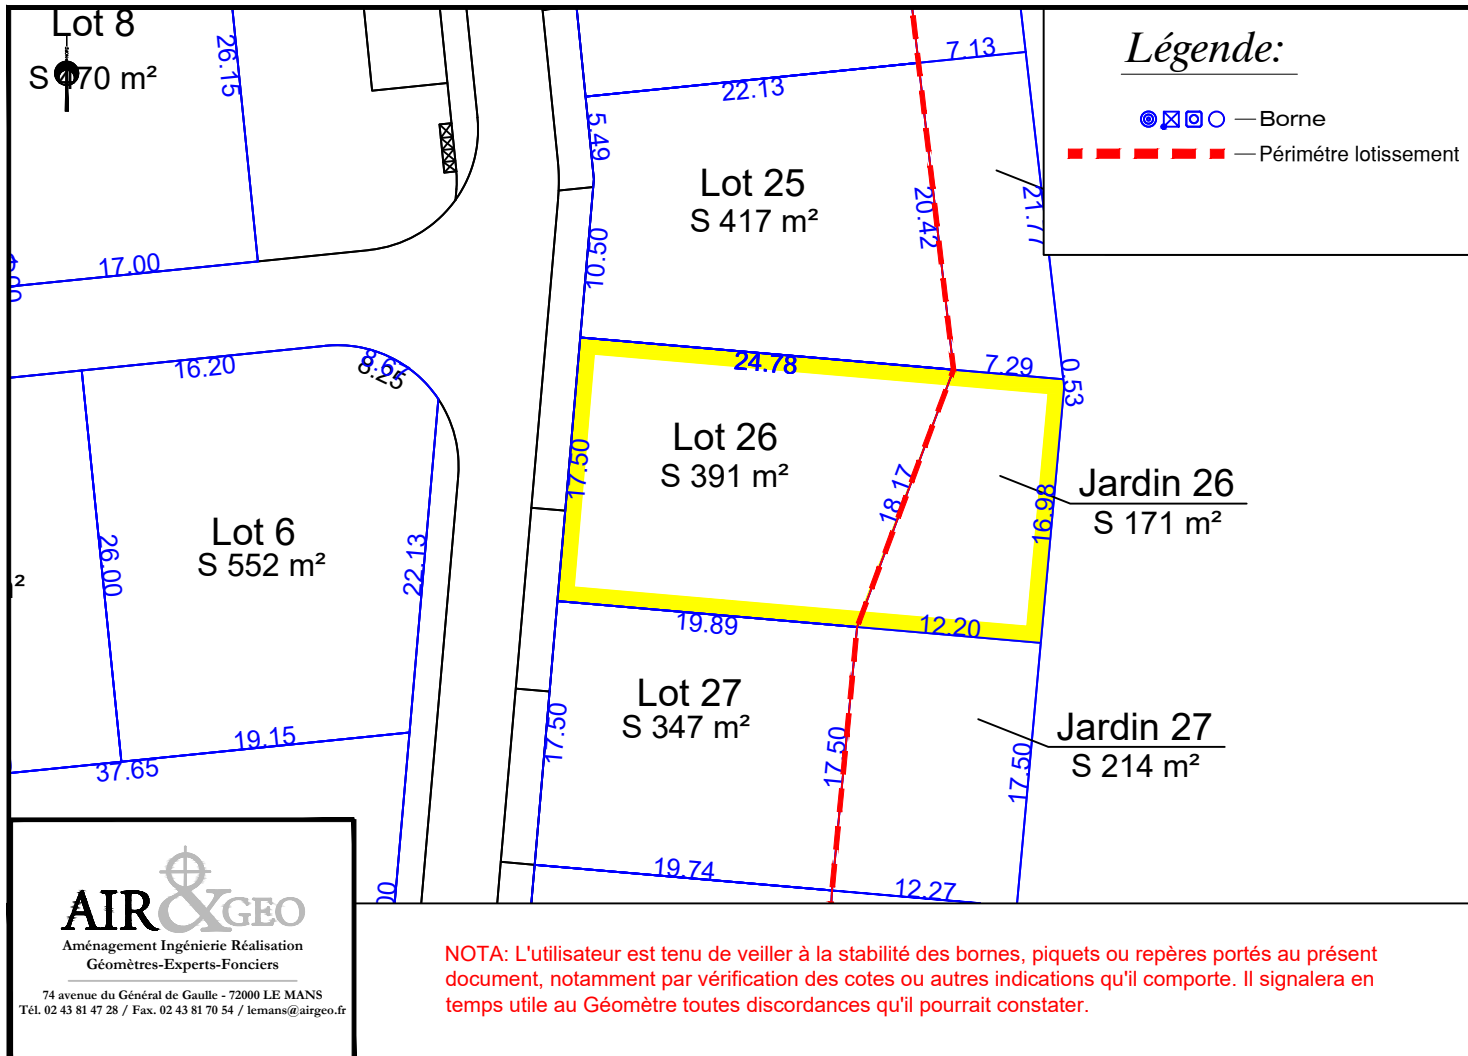 Lot 8
26.15
17.00
7.13
22.13
5.49
Lot 25
S 417 m²
20.42
10.50
Légende:
Borne
Périmétre lotissement
16.20
8.25
24.78
7.29
0.53
Lot 26
S 391 m²
17.50
18.17
16.98
Jardin 26
S 171 m²
Lot 6
S 552 m²
26.00
22.13
19.89
12.20
Lot 27
S 347 m²
17.50
17.50
17.50
Jardin 27
S 214 m²
19.15
37.65
19.74
12.27
AIR&GEO
Aménagement Ingénierie Réalisation
Géomètres-Experts-Fonciers
74 avenue du Général de Gaulle - 72000 LE MANS
Tél. 02 43 81 47 28 / Fax. 02 43 81 70 54 / lemans@airgeo.fr
NOTA: L'utilisateur est tenu de veiller à la stabilité des bornes, piquets ou repères portés au présent
document, notamment par vérification des cotes ou autres indications qu'il comporte. Il signalera en
temps utile au Géomètre toutes discordances qu'il pourrait constater.